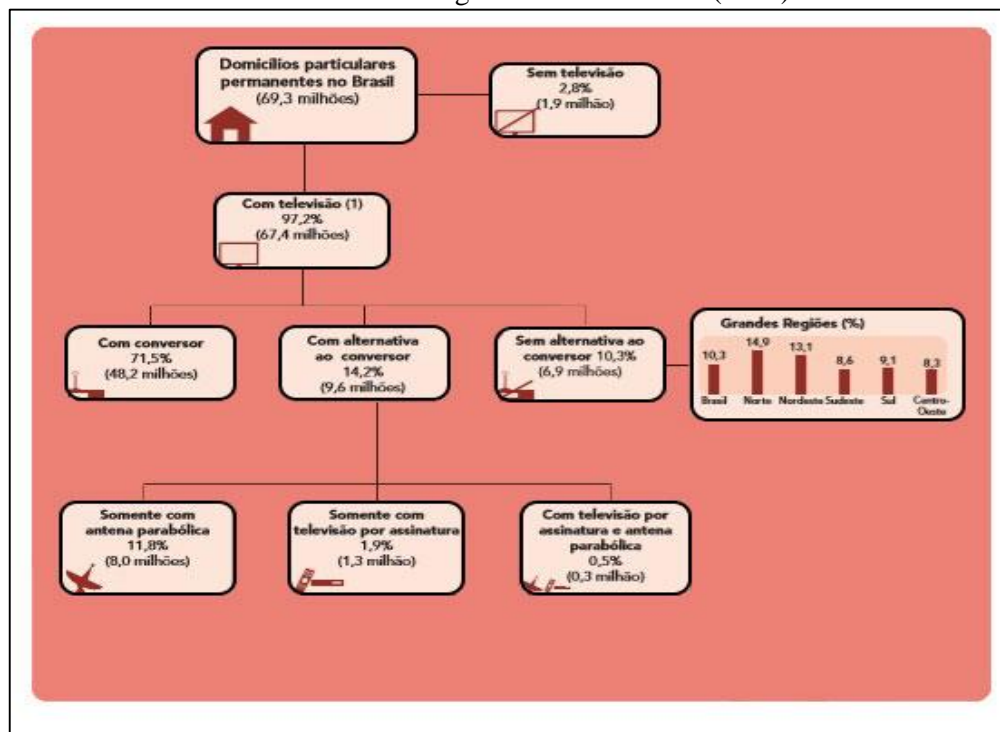 Domicílios particulares
permanentes no Brasil
(69,3 milhões)
Sem televisão
2,8%
(1,9 milhão)
Com televisão (1)
97,2%
(67,4 milhões)
Com conversor
71,5%
(48,2 milhões)
Com alternativa
ao conversor
14,2%
(9,6 milhões)
Sem alternativa ao
conversor 10,3%
(6,9 milhões)
Grandes Regiões (%)
10,3 14,9 13,1 8,6 9,1 8,3
Brasil Norte Nordeste Sudeste Sul Centro-
Oeste
Somente com
antena parabólica
11,8%
(8,0 milhões)
Somente com
televisão por assinatura
1,9%
(1,3 milhão)
Com televisão por
assinatura e antena
parabólica
0,5%
(0,3 milhão)